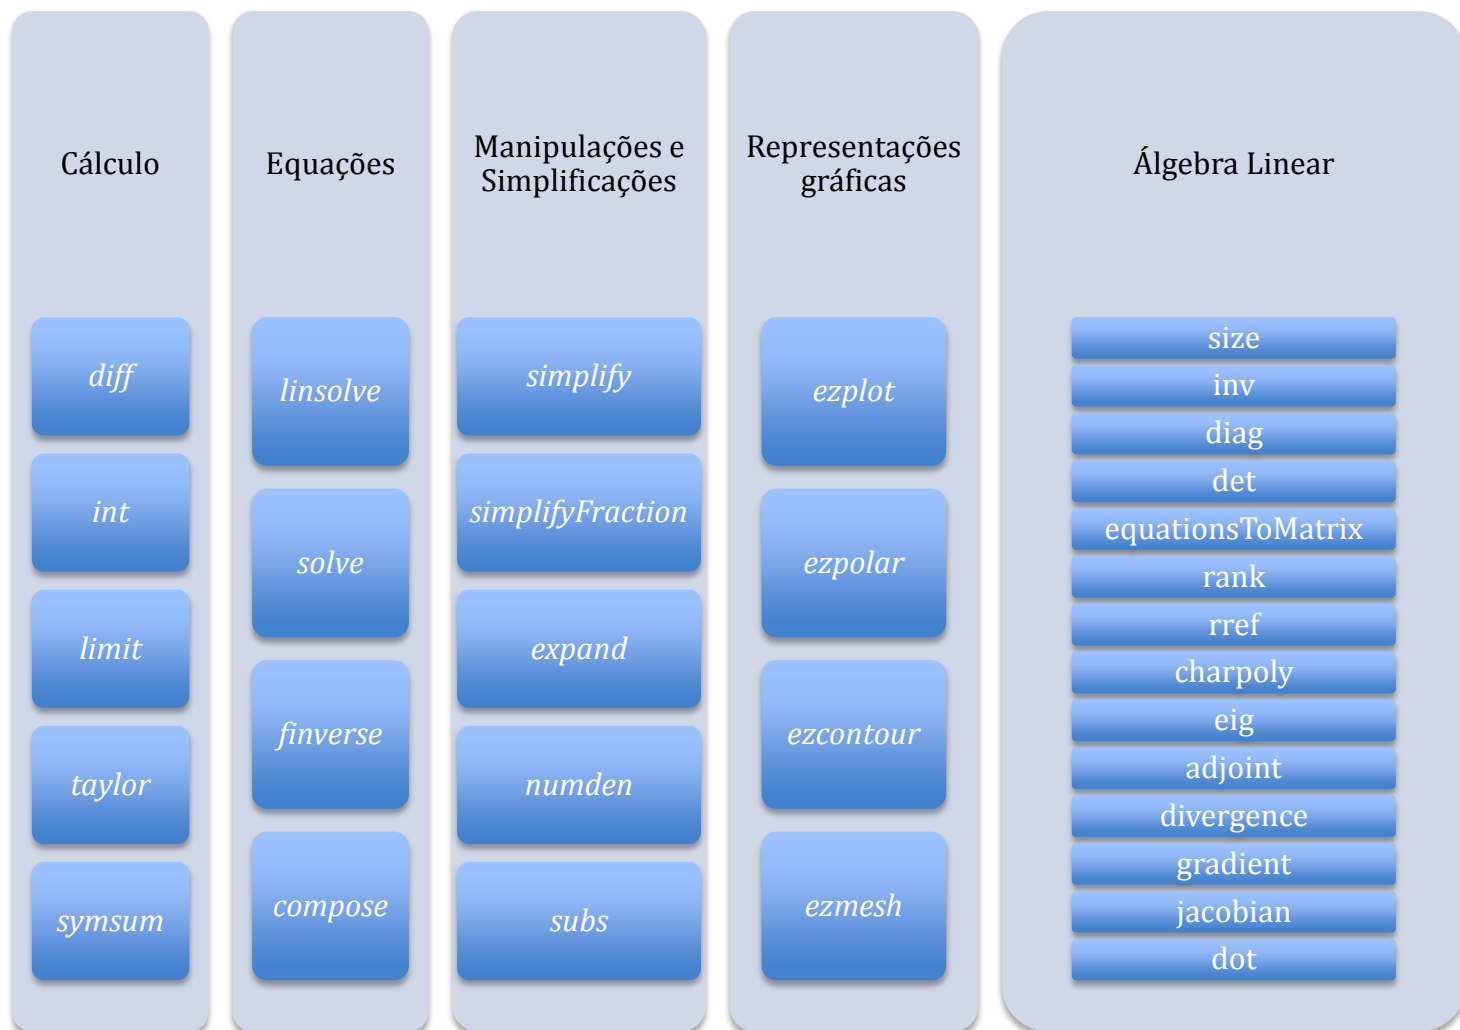 Cálculo
diff
int
limit
taylor
symsum
Equações
linsolve
solve
finverse
compose
Manipulações e
Simplificações
simplify
simplifyFraction
expand
numden
subs
Representações
gráficas
ezplot
ezpolar
ezcontour
ezmesh
Álgebra Linear
size
inv
diag
det
equationsToMatrix
rank
rref
charpoly
eig
adjoint
divergence
gradient
jacobian
dot